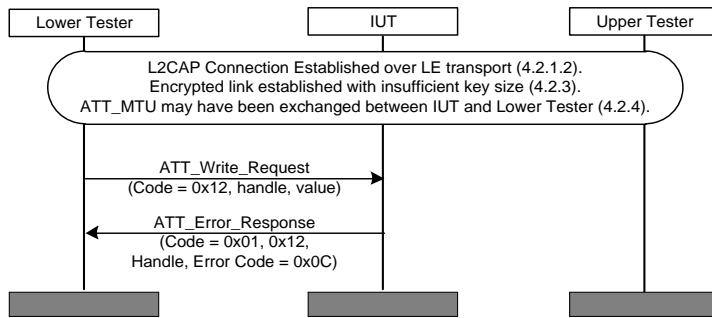 Lower Tester
IUT
Upper Tester
L2CAP Connection Established over LE transport (4.2.1.2).
Encrypted link established with insufficient key size (4.2.3).
ATT_MTU may have been exchanged between IUT and Lower Tester (4.2.4).
ATT_Write_Request
(Code = 0x12, handle, value)
ATT_Error_Response
(Code = 0x01, 0x12,
Handle, Error Code = 0x0C)